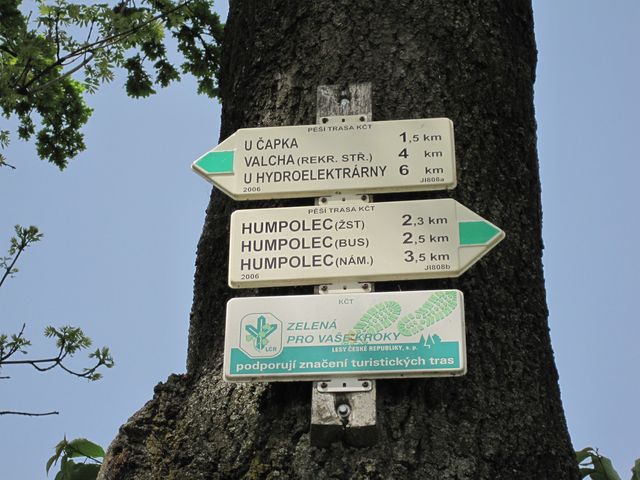 PĚŠÍ TRASA KČT
U ČAPKA 1,5 km
VALCHA (REKR. STŘ.) 4 km
U HYDROELEKTRÁRNY 6 km
2006 JI808a
PĚŠÍ TRASA KČT
HUMPOLEC (ŽST) 2,3 km
HUMPOLEC (BUS) 2,5 km
HUMPOLEC (NÁM.) 3,5 km
2006 JI808b
KČT
ZELENÁ
PRO VAŠE KROKY
LČR
LESY ČESKÉ REPUBLIKY, s. p.
podporují značení turistických tras